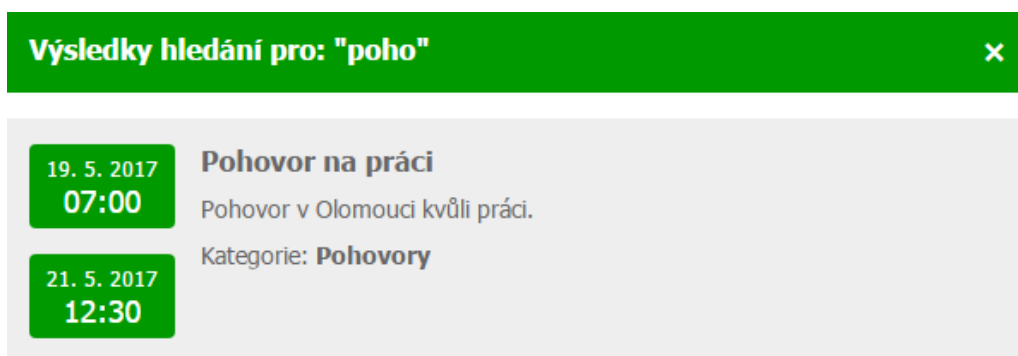 Výsledky hledání pro: "poho"
×
19. 5. 2017
07:00
Pohovor na práci
Pohovor v Olomouci kvůli práci.
Kategorie: Pohovory
21. 5. 2017
12:30